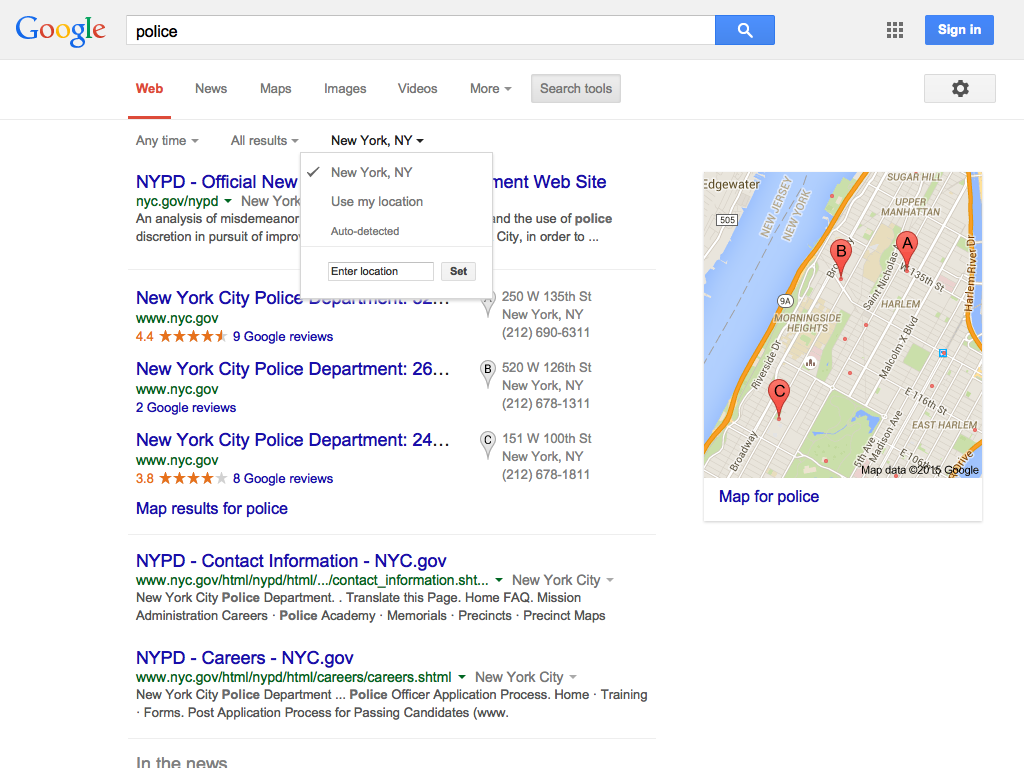 Google
police
Sign in
Web News Maps Images Videos More Search tools
Any time All results New York, NY
New York, NY
Use my location
Auto-detected
Enter location Set
NYPD - Official New ment Web Site
nyc.gov/nypd New York
An analysis of misdemeanor and the use of police
discretion in pursuit of City, in order to ...
New York City Police
www.nyc.gov
4.4 9 Google reviews
A 250 W 135th St
New York, NY
(212) 690-6311
New York City Police Department: 26...
www.nyc.gov
2 Google reviews
B 520 W 126th St
New York, NY
(212) 678-1311
New York City Police Department: 24...
www.nyc.gov
3.8 8 Google reviews
C 151 W 100th St
New York, NY
(212) 678-1811
Map results for police
NYPD - Contact Information - NYC.gov
www.nyc.gov/html/nypd/html/.../contact_information.sht... New York City
New York City Police Department. . Translate this Page. Home FAQ. Mission
Administration Careers · Police Academy · Memorials · Precincts · Precinct Maps
NYPD - Careers - NYC.gov
www.nyc.gov/html/nypd/html/careers/careers.shtml New York City
New York City Police Department ... Police Officer Application Process. Home · Training
· Forms. Post Application Process for Passing Candidates (www.
In the news
Edgewater
SUGAR HILL
505
NEW JERSEY
NEW YORK
UPPER
MANHATTAN
A
B
W 135th St
Saint Nicholas A
Harlem River Dr
9A
HARLEM
MORNINGSIDE
HEIGHTS
Malcolm X Blvd
Riverside Dr
C
E 116th St
EAST HARLEM
Broadway
5th Ave
Madison Ave
E 106th St
Drive
Map data ©2015 Google
Map for police